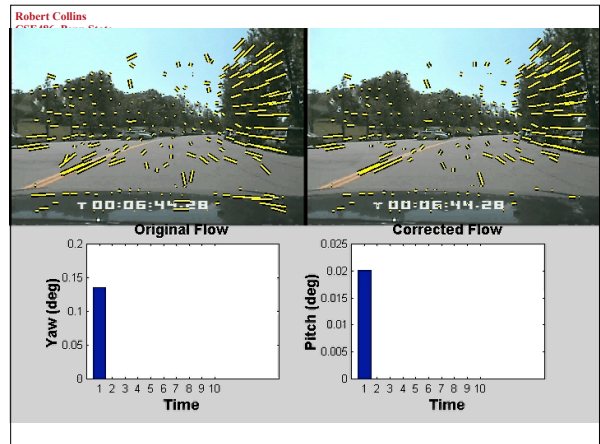 Robert Collins
CSE486, Penn State
T 00:06:44.28
T 00:06:44.28
Original Flow
Corrected Flow
0.2
0.15
0.1
0.05
0
Yaw (deg)
1 2 3 4 5 6 7 8 9 10
Time
0.025
0.02
0.015
0.01
0.005
0
Pitch (deg)
1 2 3 4 5 6 7 8 9 10
Time